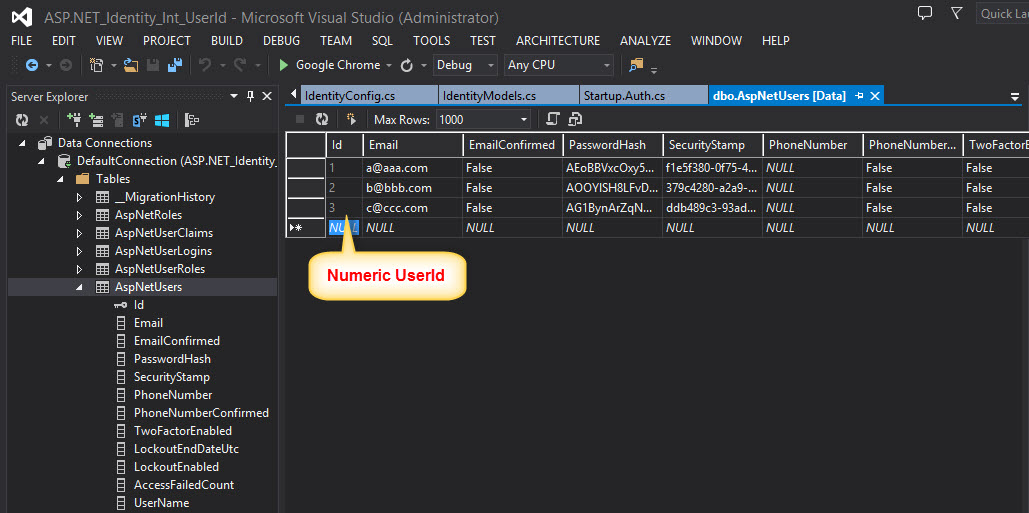 ASP.NET_Identity_Int_UserId - Microsoft Visual Studio (Administrator)
Quick Lau
FILE EDIT VIEW PROJECT BUILD DEBUG TEAM SQL TOOLS TEST ARCHITECTURE ANALYZE WINDOW HELP
Google Chrome Debug Any CPU
Server Explorer
IdentityConfig.cs IdentityModels.cs Startup.Auth.cs dbo.AspNetUsers [Data]
Max Rows: 1000
Data Connections
DefaultConnection (ASP.NET_Identity_
Tables
__MigrationHistory
AspNetRoles
AspNetUserClaims
AspNetUserLogins
AspNetUserRoles
AspNetUsers
Id
Email
EmailConfirmed
PasswordHash
SecurityStamp
PhoneNumber
PhoneNumberConfirmed
TwoFactorEnabled
LockoutEndDateUtc
LockoutEnabled
AccessFailedCount
UserName
Id Email EmailConfirmed PasswordHash SecurityStamp PhoneNumber PhoneNumber... TwoFactorE
1 a@aaa.com False AEoBBVxcOxy5... f1e5f380-0f75-4... NULL False False
2 b@bbb.com False AOOYISH8LFvD... 379c4280-a2a9-... NULL False False
3 c@ccc.com False AG1BynArZqN... ddb489c3-93ad... NULL False False
NULL NULL NULL NULL NULL NULL NULL NULL
Numeric UserId